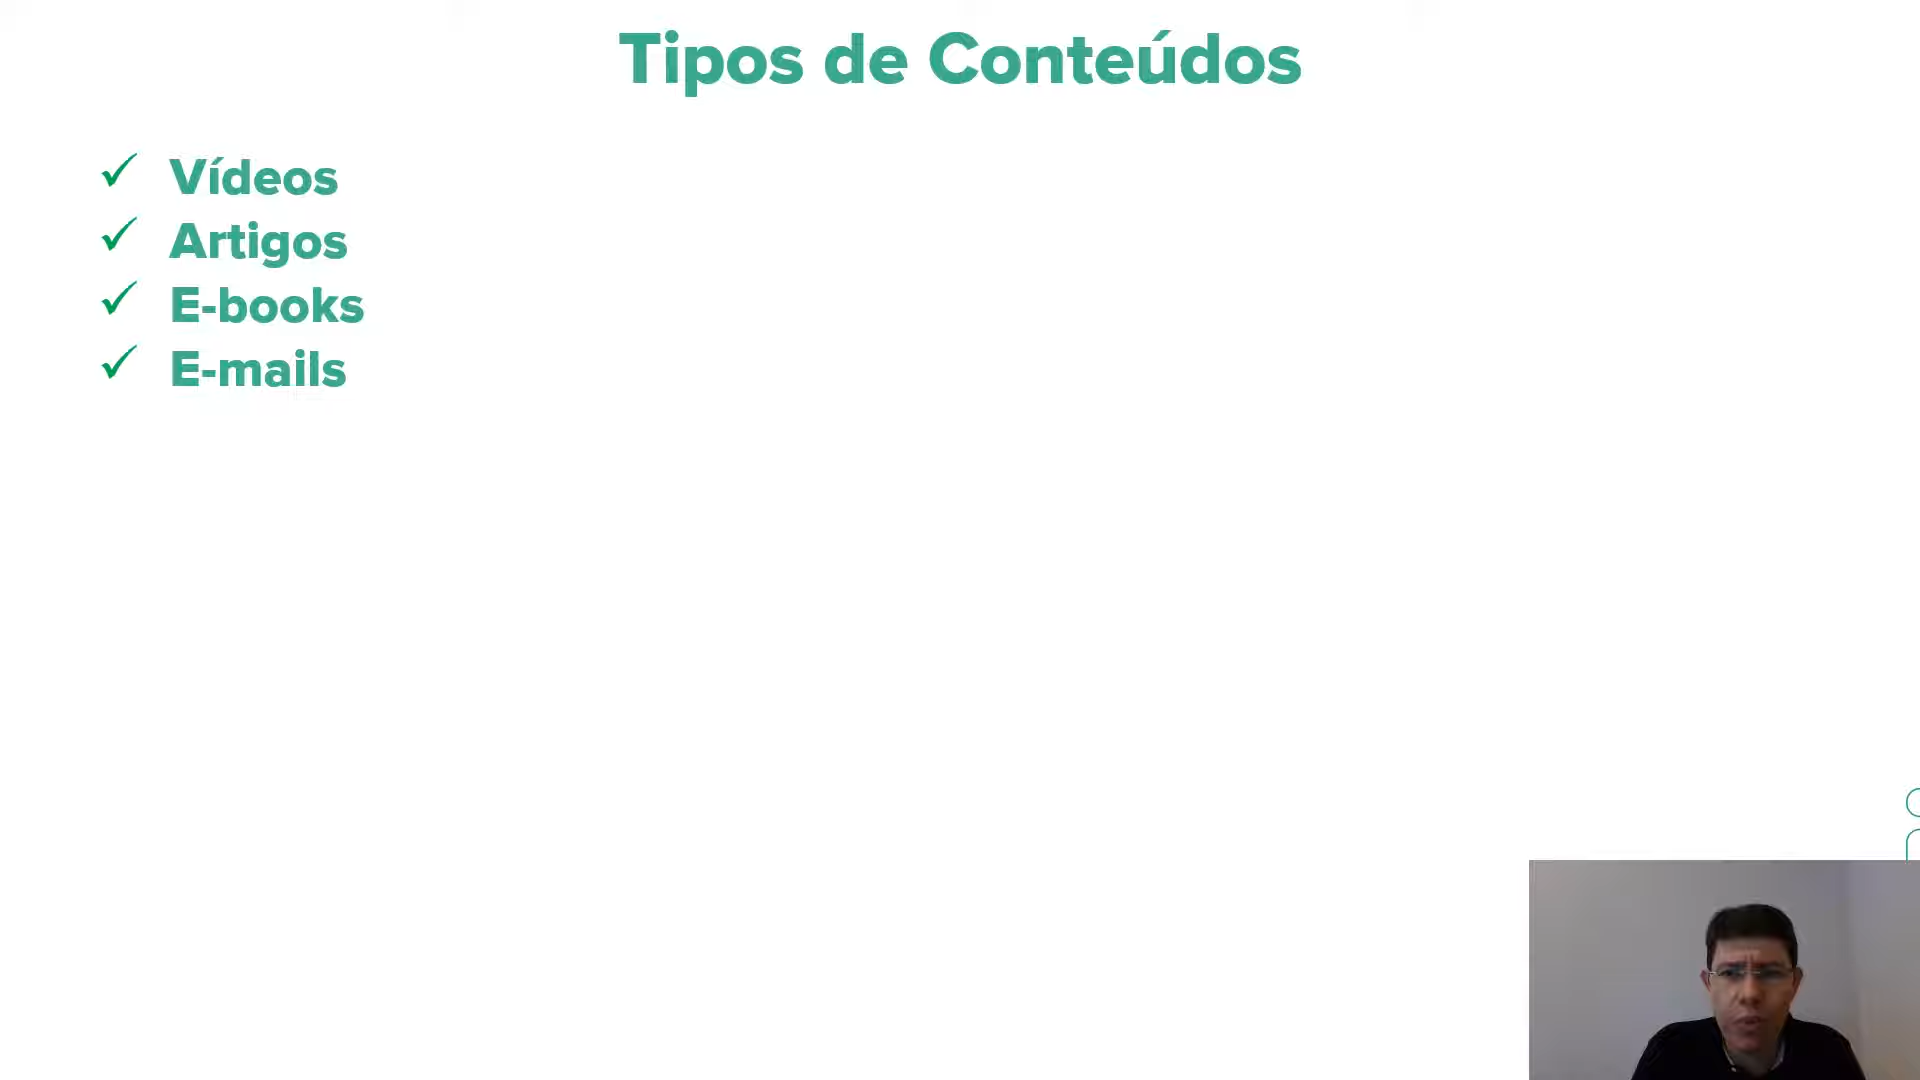 Tipos de Conteúdos
✓ Vídeos
✓ Artigos
✓ E-books
✓ E-mails